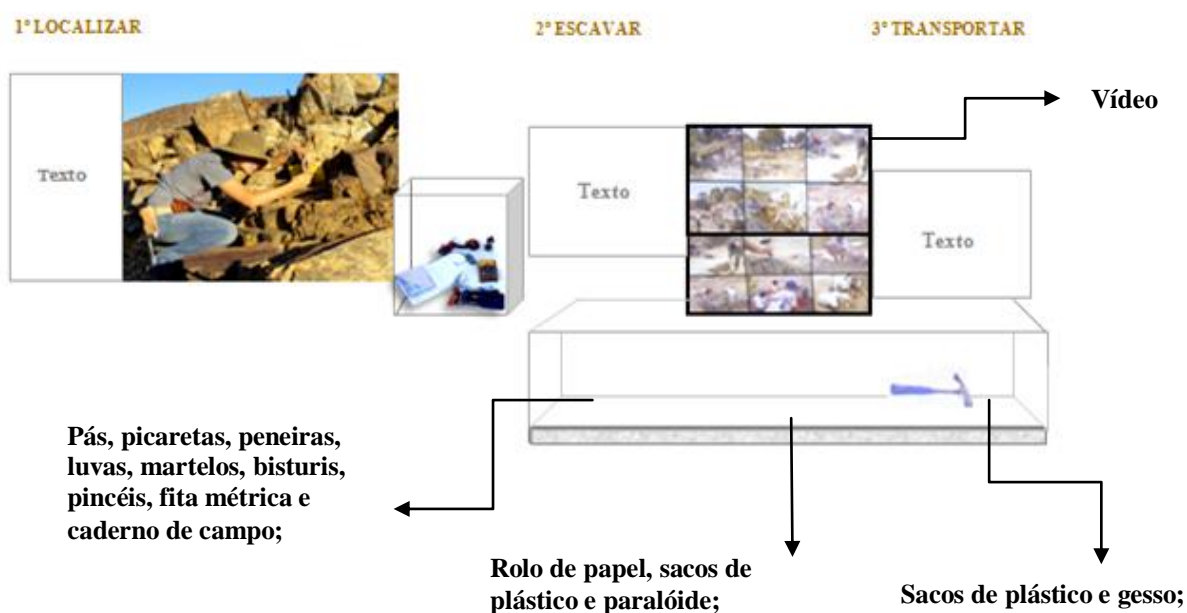 1º LOCALIZAR
2º ESCAVAR
3º TRANSPORTAR
Vídeo
Texto
Texto
Texto
Pás, picaretas, peneiras,
luvas, martelos, bisturis,
pincéis, fita métrica e
caderno de campo;
Rolo de papel, sacos de
plástico e paralóide;
Sacos de plástico e gesso;